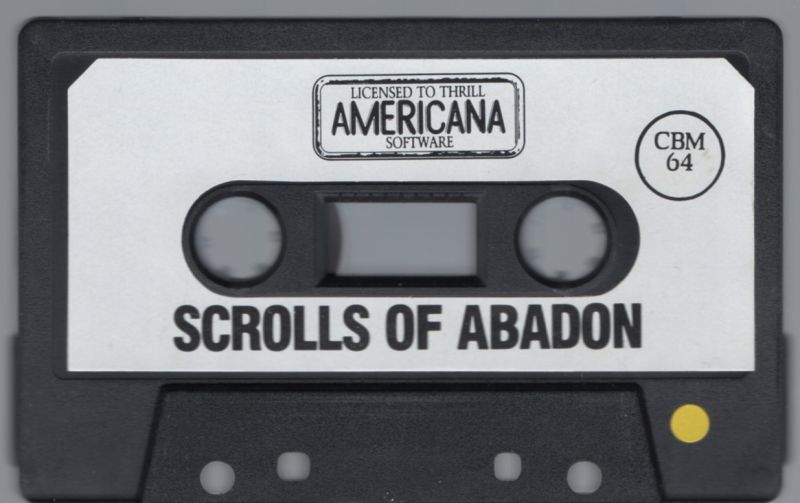 LICENSED TO THRILL
AMERICANA
SOFTWARE
CBM
64
SCROLLS OF ABADON